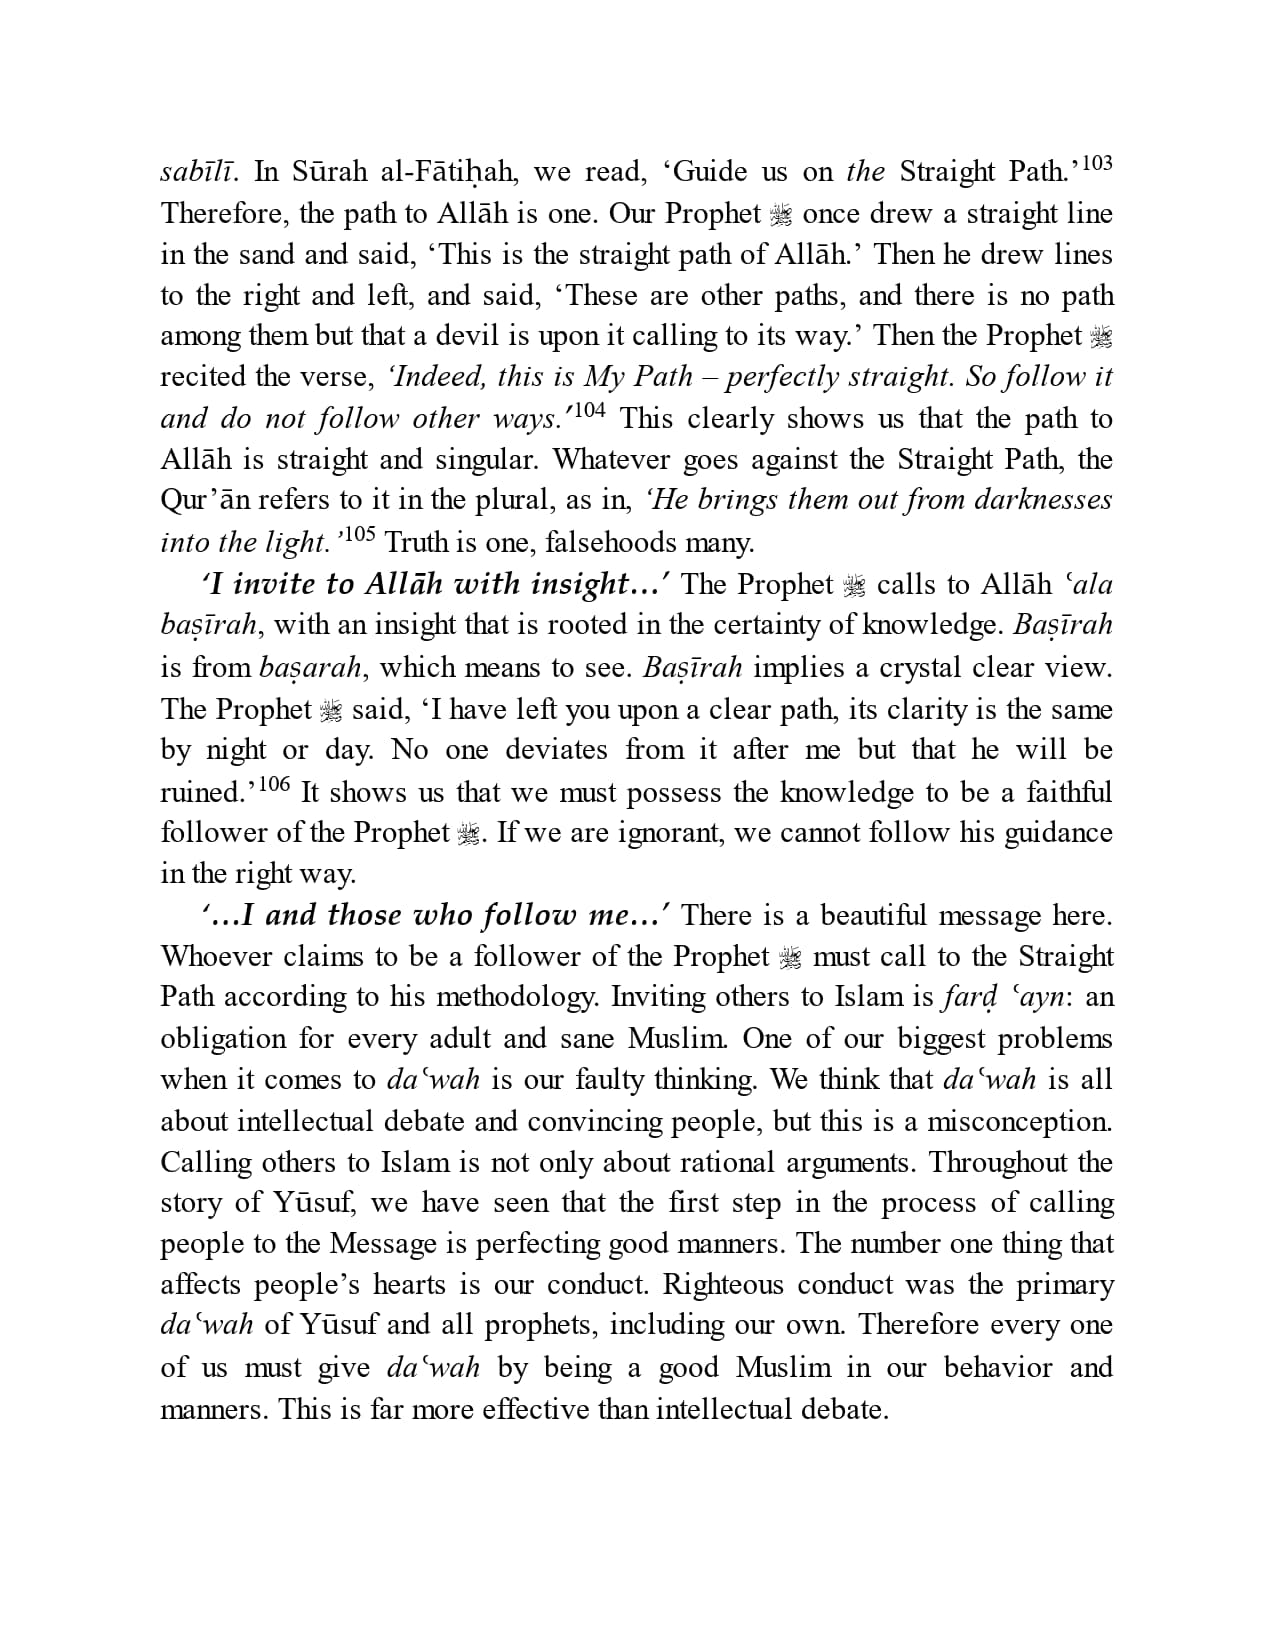 sabīlī. In Sūrah al-Fātiḥah, we read, ‘Guide us on the Straight Path.’103
Therefore, the path to Allāh is one. Our Prophet ﷺ once drew a straight line
in the sand and said, ‘This is the straight path of Allāh.’ Then he drew lines
to the right and left, and said, ‘These are other paths, and there is no path
among them but that a devil is upon it calling to its way.’ Then the Prophet ﷺ
recited the verse, ‘Indeed, this is My Path – perfectly straight. So follow it
and do not follow other ways.’104 This clearly shows us that the path to
Allāh is straight and singular. Whatever goes against the Straight Path, the
Qur’ān refers to it in the plural, as in, ‘He brings them out from darknesses
into the light.’105 Truth is one, falsehoods many.
‘I invite to Allāh with insight…’ The Prophet ﷺ calls to Allāh ʿala
baṣīrah, with an insight that is rooted in the certainty of knowledge. Baṣīrah
is from baṣarah, which means to see. Baṣīrah implies a crystal clear view.
The Prophet ﷺ said, ‘I have left you upon a clear path, its clarity is the same
by night or day. No one deviates from it after me but that he will be
ruined.’106 It shows us that we must possess the knowledge to be a faithful
follower of the Prophet ﷺ. If we are ignorant, we cannot follow his guidance
in the right way.
‘…I and those who follow me…’ There is a beautiful message here.
Whoever claims to be a follower of the Prophet ﷺ must call to the Straight
Path according to his methodology. Inviting others to Islam is farḍ ʿayn: an
obligation for every adult and sane Muslim. One of our biggest problems
when it comes to daʿwah is our faulty thinking. We think that daʿwah is all
about intellectual debate and convincing people, but this is a misconception.
Calling others to Islam is not only about rational arguments. Throughout the
story of Yūsuf, we have seen that the first step in the process of calling
people to the Message is perfecting good manners. The number one thing that
affects people’s hearts is our conduct. Righteous conduct was the primary
daʿwah of Yūsuf and all prophets, including our own. Therefore every one
of us must give daʿwah by being a good Muslim in our behavior and
manners. This is far more effective than intellectual debate.